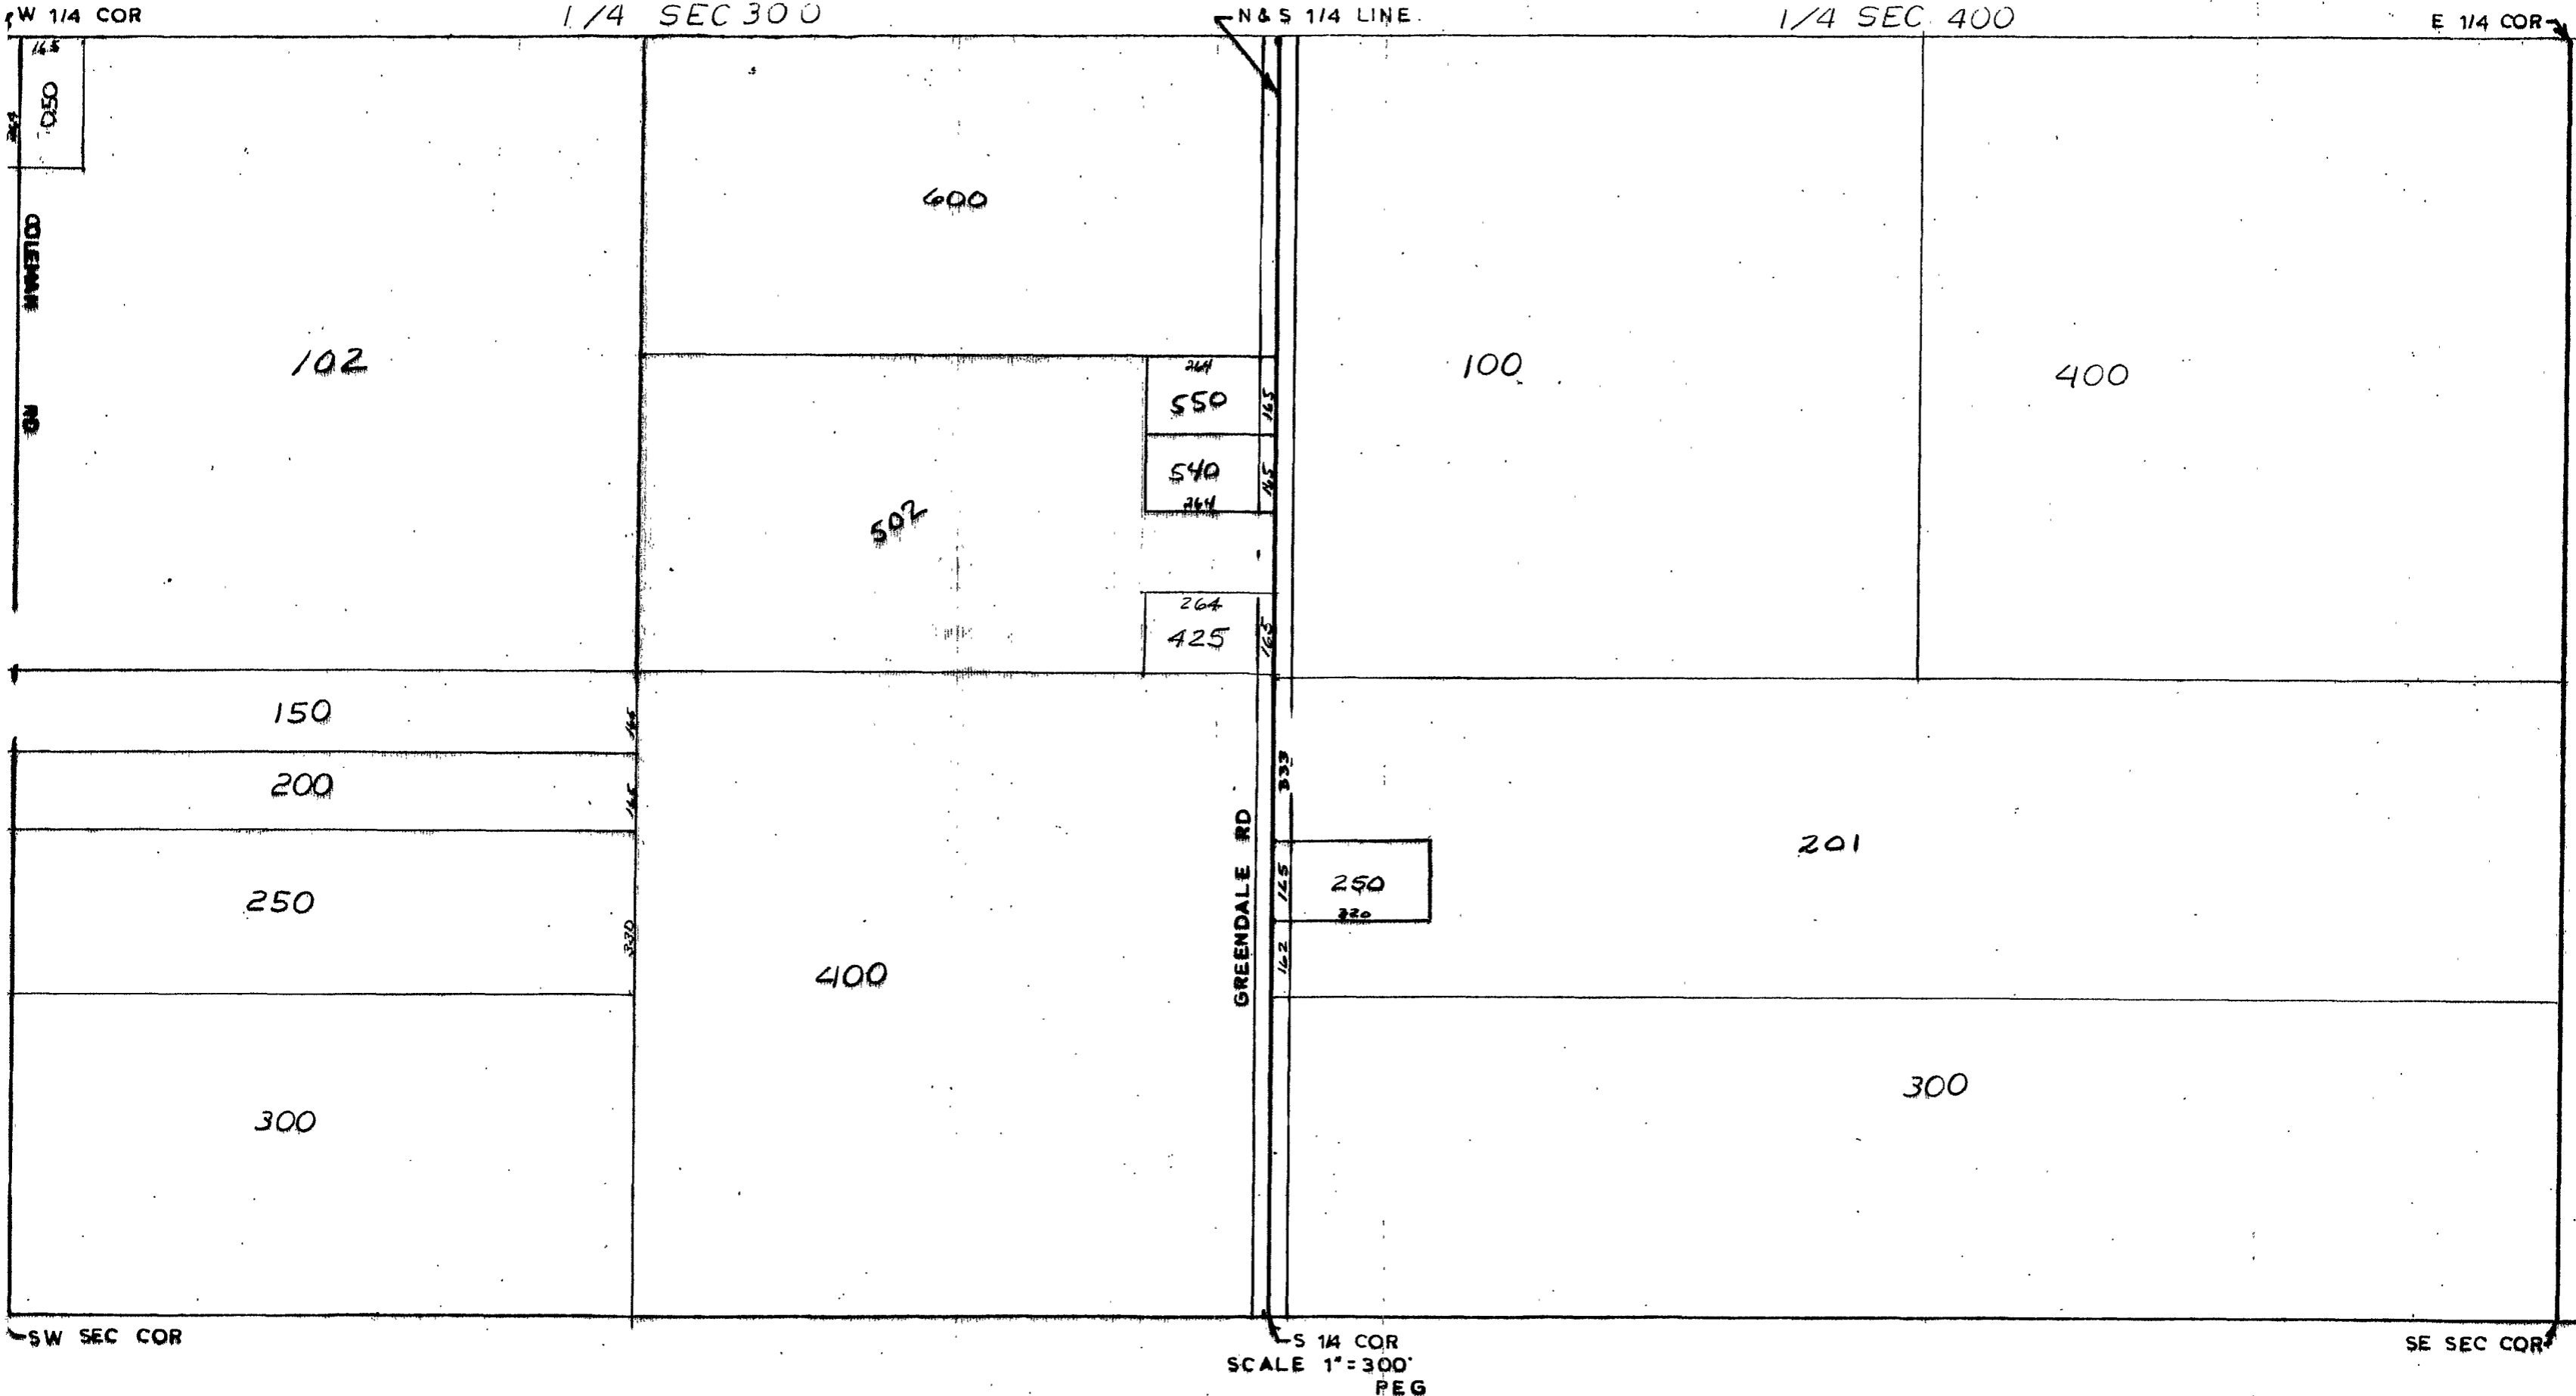 W 1/4 COR
1/4 SEC 300
N & S 1/4 LINE
1/4 SEC 400
E 1/4 COR
165
264
050
COLEMAN RD
102
600
264
550
165
540
165
264
502
264
425
165
100
400
150
165
200
165
250
330
300
400
GREENDALE RD
333
165
250
162
201
300
SW SEC COR
S 1/4 COR
SE SEC COR
SCALE 1"=300'
PEG